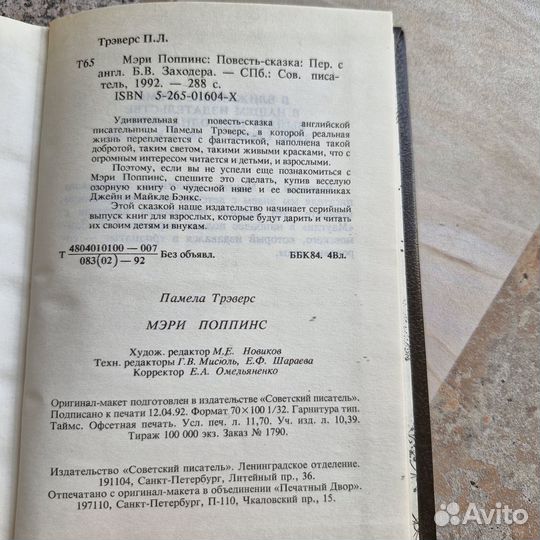 Трэверс П.Л.
Т65 Мэри Поппинс: Повесть-сказка: Пер. с
англ. Б.В. Заходера. — СПб.: Сов. писа-
тель, 1992. — 288 с.
ISBN 5-265-01604-X
Удивительная повесть-сказка английской
писательницы Памелы Трэверс, в которой реальная
жизнь переплетается с фантастикой, наполнена такой
добротой, таким светом, такими живыми красками, что с
огромным интересом читается и детьми, и взрослыми.
Поэтому, если вы не успели еще познакомиться с
Мэри Поппинс, спешите это сделать, купив веселую
озорную книгу о чудесной няне и ее воспитанниках
Джейн и Майкле Бэнкс.
Этой сказкой наше издательство начинает серийный
выпуск книг для взрослых, которые будут дарить и читать
их своим детям и внукам.
Т 4804010100 — 007
083(02) — 92 Без объявл. ББК84. 4Вл.
Памела Трэверс
МЭРИ ПОППИНС
Худож. редактор М.Е. Новиков
Техн. редакторы Г.В. Мисюль, Е.Ф. Шараева
Корректор Е.А. Омельяненко
Оригинал-макет подготовлен в издательстве «Советский писатель».
Подписано к печати 12.04.92. Формат 70×100 1/32. Гарнитура тип.
Таймс. Офсетная печать. Усл. печ. л. 11,70. Уч. изд. л. 10,39.
Тираж 100 000 экз. Заказ № 1790.
Издательство «Советский писатель». Ленинградское отделение.
191104, Санкт-Петербург, Литейный пр., 36.
Отпечатано с оригинал-макета в объединении «Печатный Двор».
197110, Санкт-Петербург, П-110, Чкаловский пр., 15.
Avito